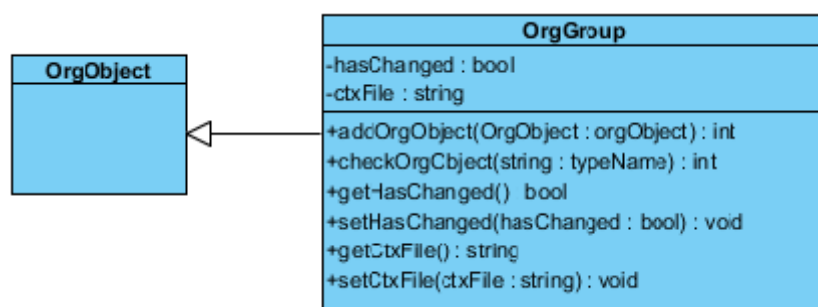 OrgObject
OrgGroup
-hasChanged : bool
-ctxFile : string
+addOrgObject(OrgObject : orgObject) : int
+checkOrgObject(string : typeName) : int
+getHasChanged() bool
+setHasChanged(hasChanged : bool) : void
+getCtxFile() : string
+setCtxFile(ctxFile : string) : void